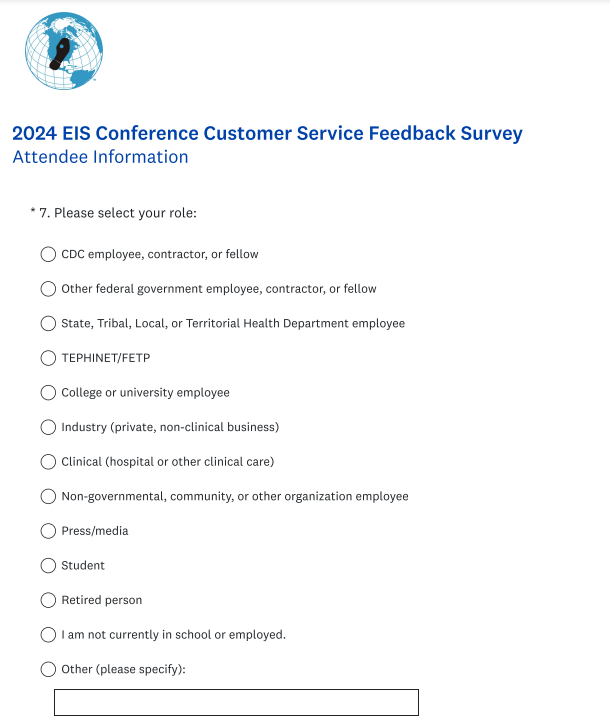 2024 EIS Conference Customer Service Feedback Survey
Attendee Information
* 7. Please select your role:
CDC employee, contractor, or fellow
Other federal government employee, contractor, or fellow
State, Tribal, Local, or Territorial Health Department employee
TEPHINET/FETP
College or university employee
Industry (private, non-clinical business)
Clinical (hospital or other clinical care)
Non-governmental, community, or other organization employee
Press/media
Student
Retired person
I am not currently in school or employed.
Other (please specify):